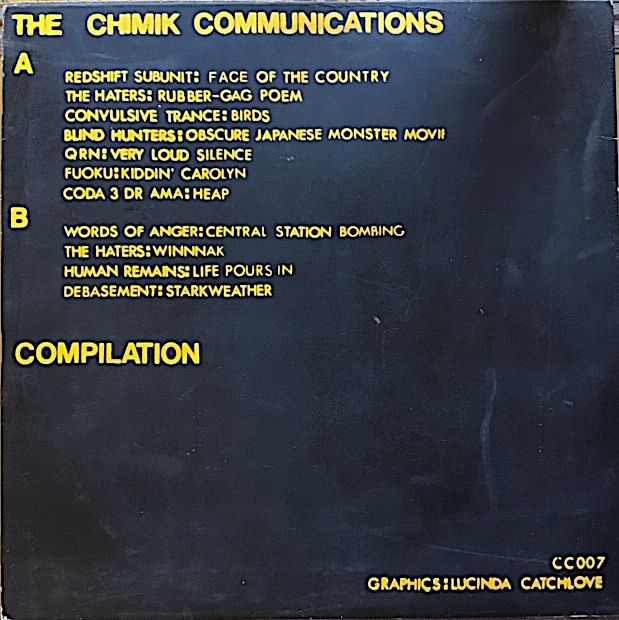 THE CHIMIK COMMUNICATIONS
A
REDSHIFT SUBUNIT: FACE OF THE COUNTRY
THE HATERS: RUBBER-GAG POEM
CONVULSIVE TRANCE: BIRDS
BLIND HUNTERS: OBSCURE JAPANESE MONSTER MOVIE
QRN: VERY LOUD SILENCE
FUOKU: KIDDIN' CAROLYN
CODA 3 DR AMA: HEAP
B
WORDS OF ANGER: CENTRAL STATION BOMBING
THE HATERS: WINNNAK
HUMAN REMAINS: LIFE POURS IN
DEBASEMENT: STARKWEATHER
COMPILATION
CC007
GRAPHICS: LUCINDA CATCHLOVE